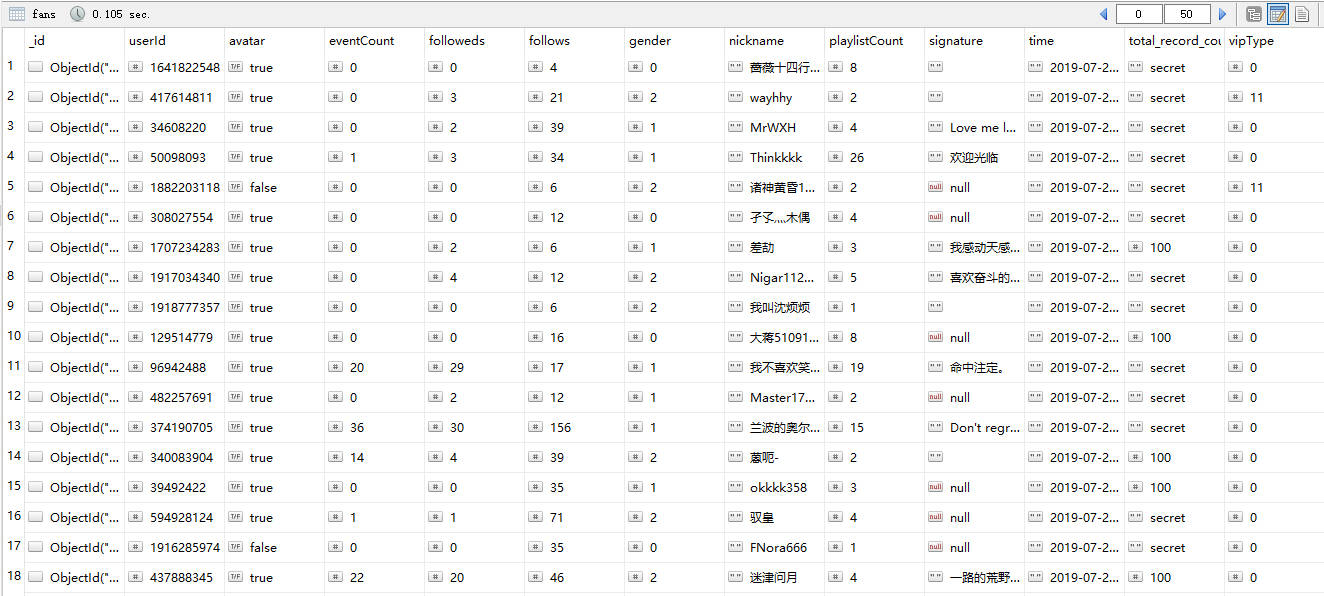 fans 0.105 sec. 0 50
_id userId avatar eventCount followeds follows gender nickname playlistCount signature time total_record_cou vipType
1 ObjectId("... # 1641822548 T/F true # 0 # 0 # 4 # 0 "" 蔷薇十四行... # 8 "" "" 2019-07-2... "" secret # 0
2 ObjectId("... # 417614811 T/F true # 0 # 3 # 21 # 2 "" wayhhy # 2 "" "" 2019-07-2... "" secret # 11
3 ObjectId("... # 34608220 T/F true # 0 # 2 # 39 # 1 "" MrWXH # 4 "" Love me l... "" 2019-07-2... "" secret # 0
4 ObjectId("... # 50098093 T/F true # 1 # 3 # 34 # 1 "" Thinkkkk # 26 "" 欢迎光临 "" 2019-07-2... "" secret # 0
5 ObjectId("... # 1882203118 T/F false # 0 # 0 # 6 # 2 "" 诸神黄昏1... # 2 null null "" 2019-07-2... "" secret # 11
6 ObjectId("... # 308027554 T/F true # 0 # 0 # 12 # 0 "" 孑孓灬木偶 # 4 null null "" 2019-07-2... "" secret # 0
7 ObjectId("... # 1707234283 T/F true # 0 # 2 # 6 # 1 "" 差劫 # 3 "" 我感动天感... "" 2019-07-2... # 100 # 0
8 ObjectId("... # 1917034340 T/F true # 0 # 4 # 12 # 2 "" Nigar112... # 5 "" 喜欢奋斗的... "" 2019-07-2... "" secret # 0
9 ObjectId("... # 1918777357 T/F true # 0 # 0 # 6 # 2 "" 我叫沈烦烦 # 1 "" "" 2019-07-2... "" secret # 0
10 ObjectId("... # 129514779 T/F true # 0 # 0 # 16 # 0 "" 大蒋51091... # 8 null null "" 2019-07-2... # 100 # 0
11 ObjectId("... # 96942488 T/F true # 20 # 29 # 17 # 1 "" 我不喜欢笑... # 19 "" 命中注定。 "" 2019-07-2... "" secret # 0
12 ObjectId("... # 482257691 T/F true # 0 # 2 # 12 # 1 "" Master17... # 2 null null "" 2019-07-2... "" secret # 0
13 ObjectId("... # 374190705 T/F true # 36 # 30 # 156 # 1 "" 兰波的奥尔... # 15 "" Don't regr... "" 2019-07-2... "" secret # 0
14 ObjectId("... # 340083904 T/F true # 14 # 4 # 39 # 2 "" 蒽呃- # 2 "" "" 2019-07-2... # 100 # 0
15 ObjectId("... # 39492422 T/F true # 0 # 0 # 35 # 1 "" okkkk358 # 3 null null "" 2019-07-2... # 100 # 0
16 ObjectId("... # 594928124 T/F true # 1 # 1 # 71 # 2 "" 驭皇 # 4 null null "" 2019-07-2... "" secret # 0
17 ObjectId("... # 1916285974 T/F false # 0 # 0 # 35 # 0 "" FNora666 # 1 null null "" 2019-07-2... "" secret # 0
18 ObjectId("... # 437888345 T/F true # 22 # 20 # 46 # 2 "" 迷津问月 # 4 "" 一路的荒野... "" 2019-07-2... # 100 # 0